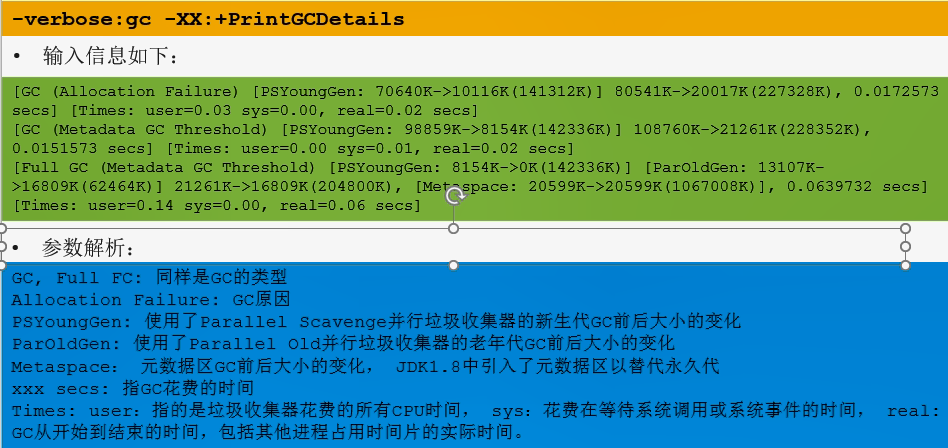 -verbose:gc -XX:+PrintGCDetails
• 输入信息如下：
[GC (Allocation Failure) [PSYoungGen: 70640K->10116K(141312K)] 80541K->20017K(227328K), 0.0172573
secs] [Times: user=0.03 sys=0.00, real=0.02 secs]
[GC (Metadata GC Threshold) [PSYoungGen: 98859K->8154K(142336K)] 108760K->21261K(228352K),
0.0151573 secs] [Times: user=0.00 sys=0.01, real=0.02 secs]
[Full GC (Metadata GC Threshold) [PSYoungGen: 8154K->0K(142336K)] [ParOldGen: 13107K-
>16809K(62464K)] 21261K->16809K(204800K), [Metaspace: 20599K->20599K(1067008K)], 0.0639732 secs]
[Times: user=0.14 sys=0.00, real=0.06 secs]
• 参数解析：
GC, Full FC: 同样是GC的类型
Allocation Failure: GC原因
PSYoungGen: 使用了Parallel Scavenge并行垃圾收集器的新生代GC前后大小的变化
ParOldGen: 使用了Parallel Old并行垃圾收集器的老年代GC前后大小的变化
Metaspace: 元数据区GC前后大小的变化, JDK1.8中引入了元数据区以替代永久代
xxx secs: 指GC花费的时间
Times: user: 指的是垃圾收集器花费的所有CPU时间, sys: 花费在等待系统调用或系统事件的时间, real:
GC从开始到结束的时间,包括其他进程占用时间片的实际时间。